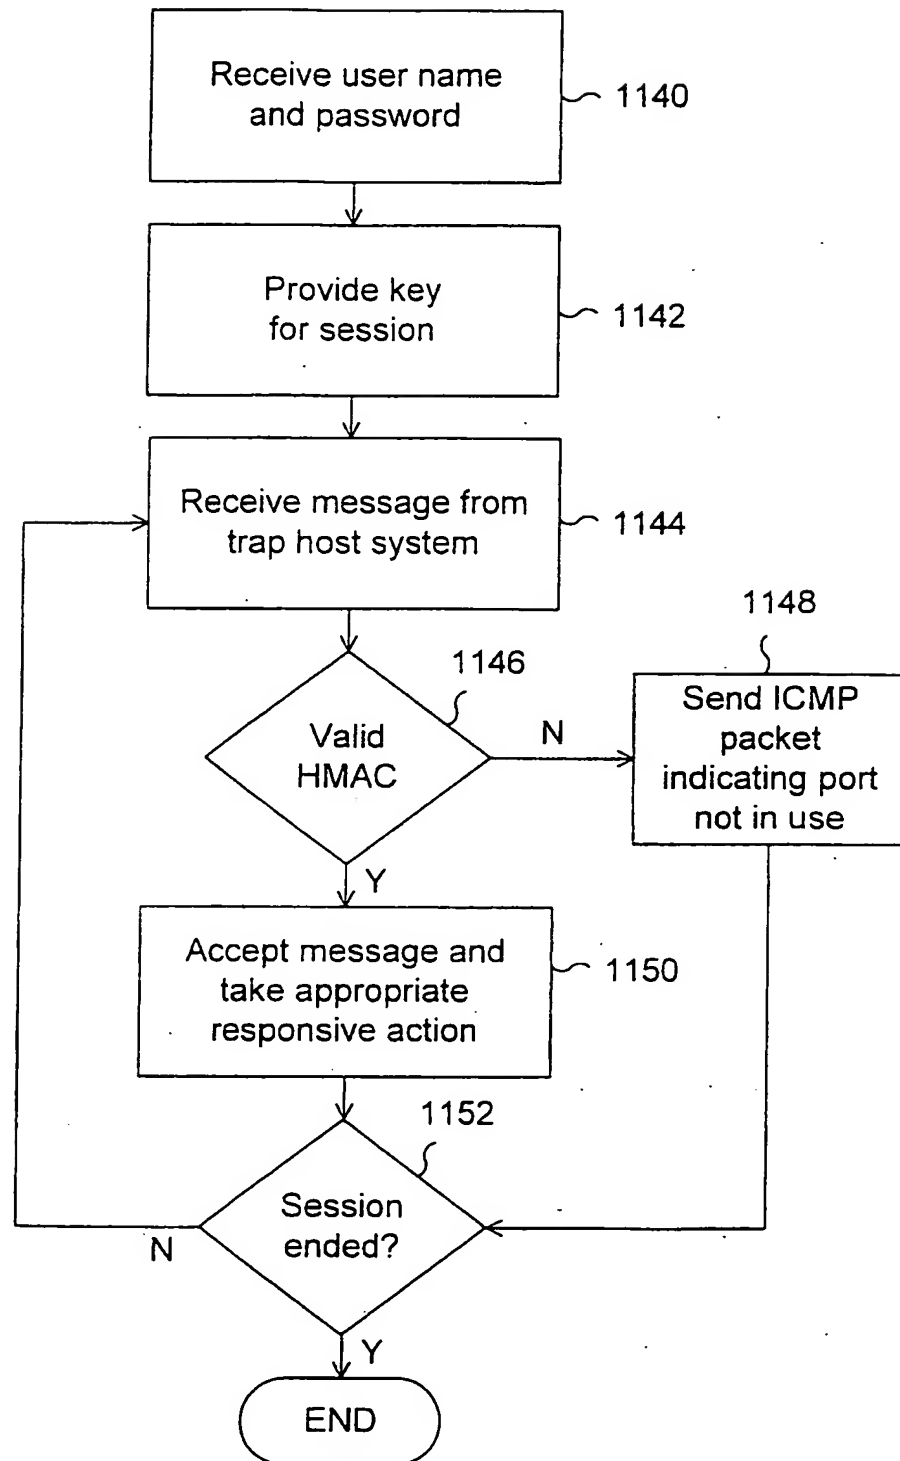 Receive user name
and password
1140
Provide key
for session
1142
Receive message from
trap host system
1144
1148
1146
Valid
HMAC
N
Send ICMP
packet
indicating port
not in use
Y
Accept message and
take appropriate
responsive action
1150
1152
Session
ended?
N
Y
END